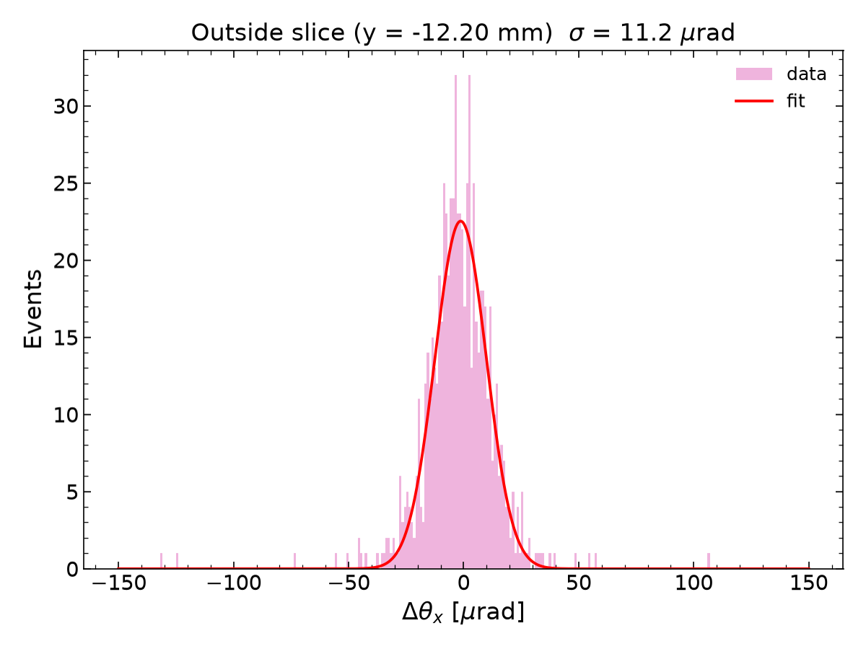 Outside slice (y = -12.20 mm)  σ = 11.2 μrad
data
fit
Events
30
25
20
15
10
5
0
−150 −100 −50 0 50 100 150
Δθₓ [μrad]